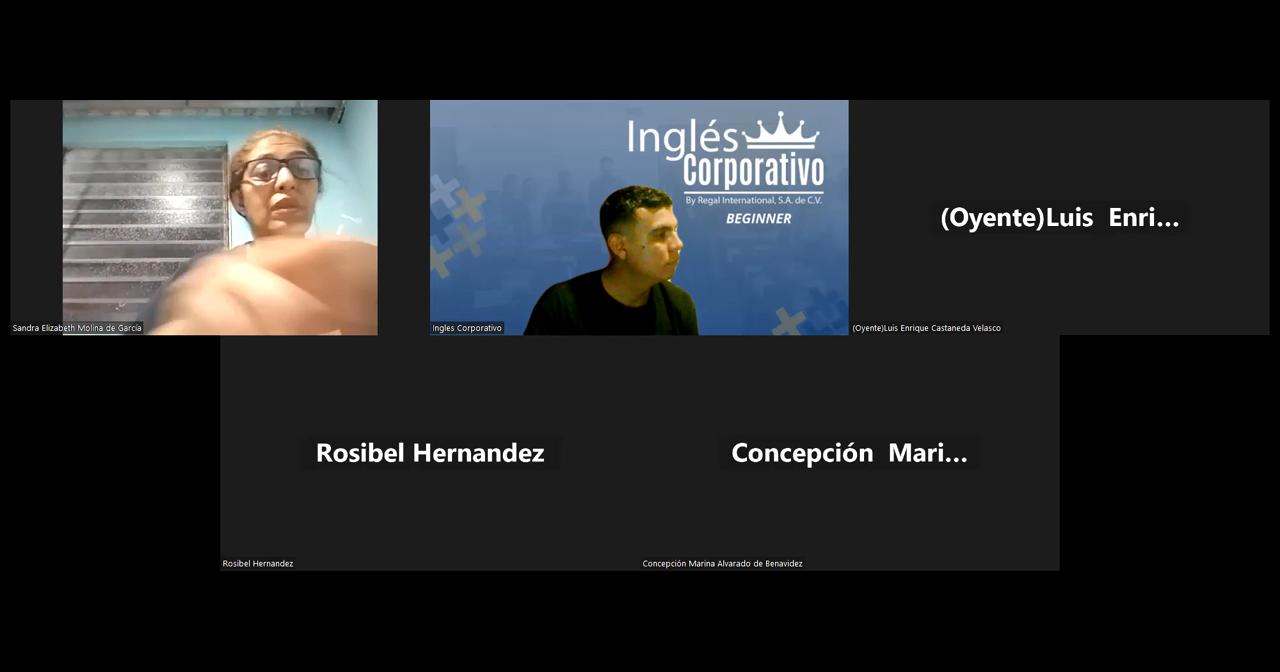 Inglés
Corporativo
By Regal International, S.A. de C.V.
BEGINNER
(Oyente)Luis Enri...
Sandra Elizabeth Molina de García
Ingles Corporativo
(Oyente)Luis Enrique Castaneda Velasco
Rosibel Hernandez
Concepción Mari...
Rosibel Hernandez
Concepción Marina Alvarado de Benavidez